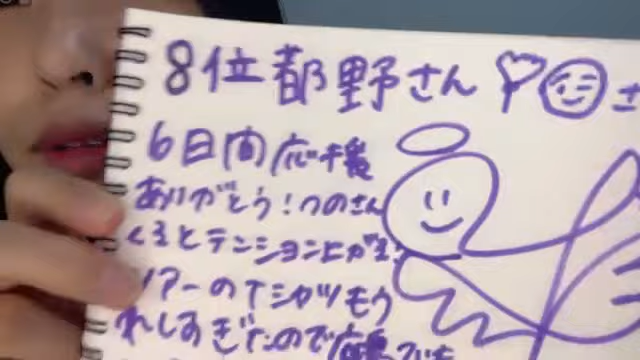 8位都野さん
6日間応援
ありがとう!つのさん
くるとテンション上がる
ツアーのTシャツもう
れしすぎたので